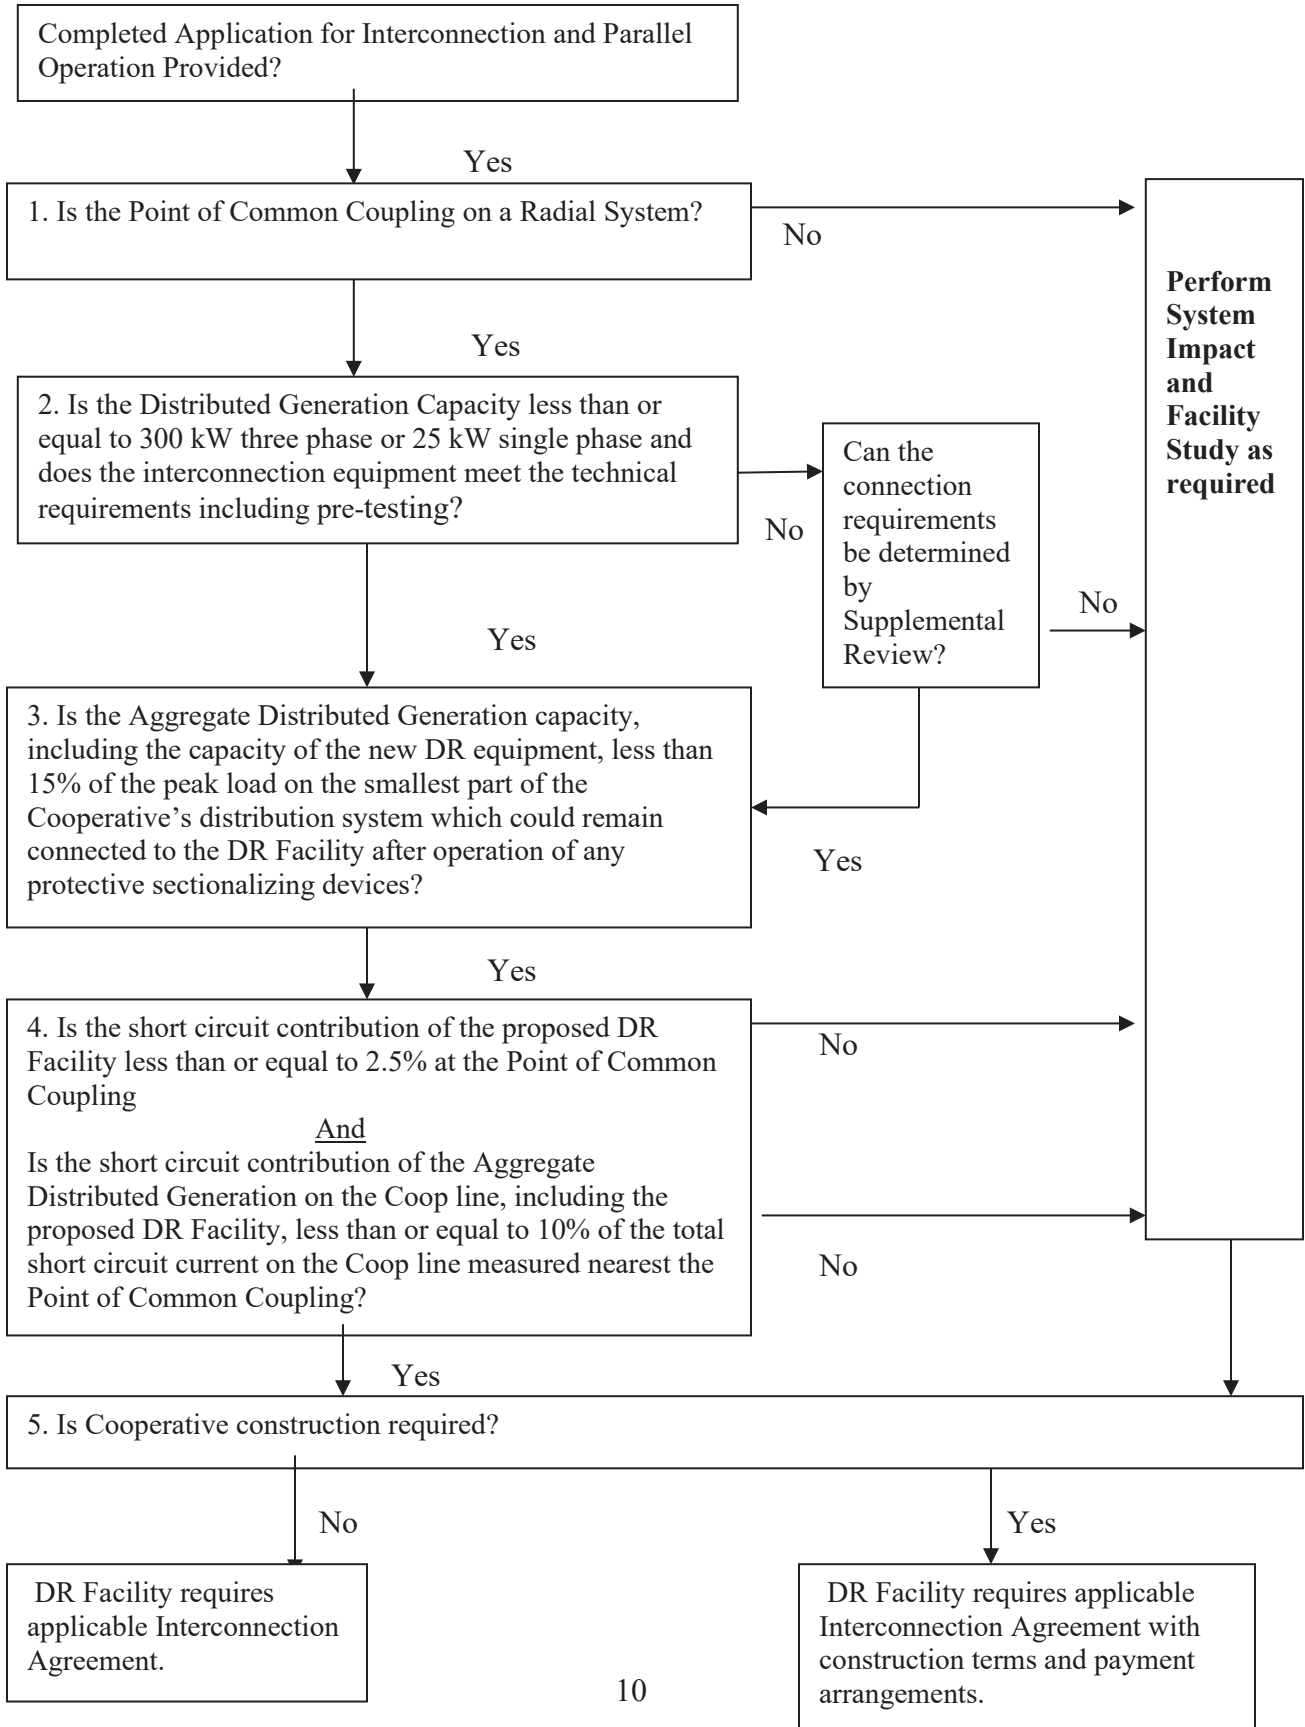 Completed Application for Interconnection and Parallel
Operation Provided?
Yes
1. Is the Point of Common Coupling on a Radial System?
No
Perform
System
Impact
and
Facility
Study as
required
Yes
2. Is the Distributed Generation Capacity less than or
equal to 300 kW three phase or 25 kW single phase and
does the interconnection equipment meet the technical
requirements including pre-testing?
No
Can the
connection
requirements
be determined
by
Supplemental
Review?
No
Yes
Yes
3. Is the Aggregate Distributed Generation capacity,
including the capacity of the new DR equipment, less than
15% of the peak load on the smallest part of the
Cooperative’s distribution system which could remain
connected to the DR Facility after operation of any
protective sectionalizing devices?
Yes
4. Is the short circuit contribution of the proposed DR
Facility less than or equal to 2.5% at the Point of Common
Coupling
And
Is the short circuit contribution of the Aggregate
Distributed Generation on the Coop line, including the
proposed DR Facility, less than or equal to 10% of the total
short circuit current on the Coop line measured nearest the
Point of Common Coupling?
No
No
Yes
5. Is Cooperative construction required?
No
Yes
DR Facility requires
applicable Interconnection
Agreement.
DR Facility requires applicable
Interconnection Agreement with
construction terms and payment
arrangements.
10